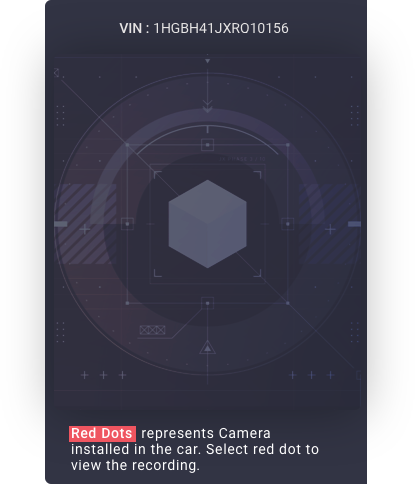 VIN : 1HGBH41JXRO10156
Red Dots represents Camera
installed in the car. Select red dot to
view the recording.